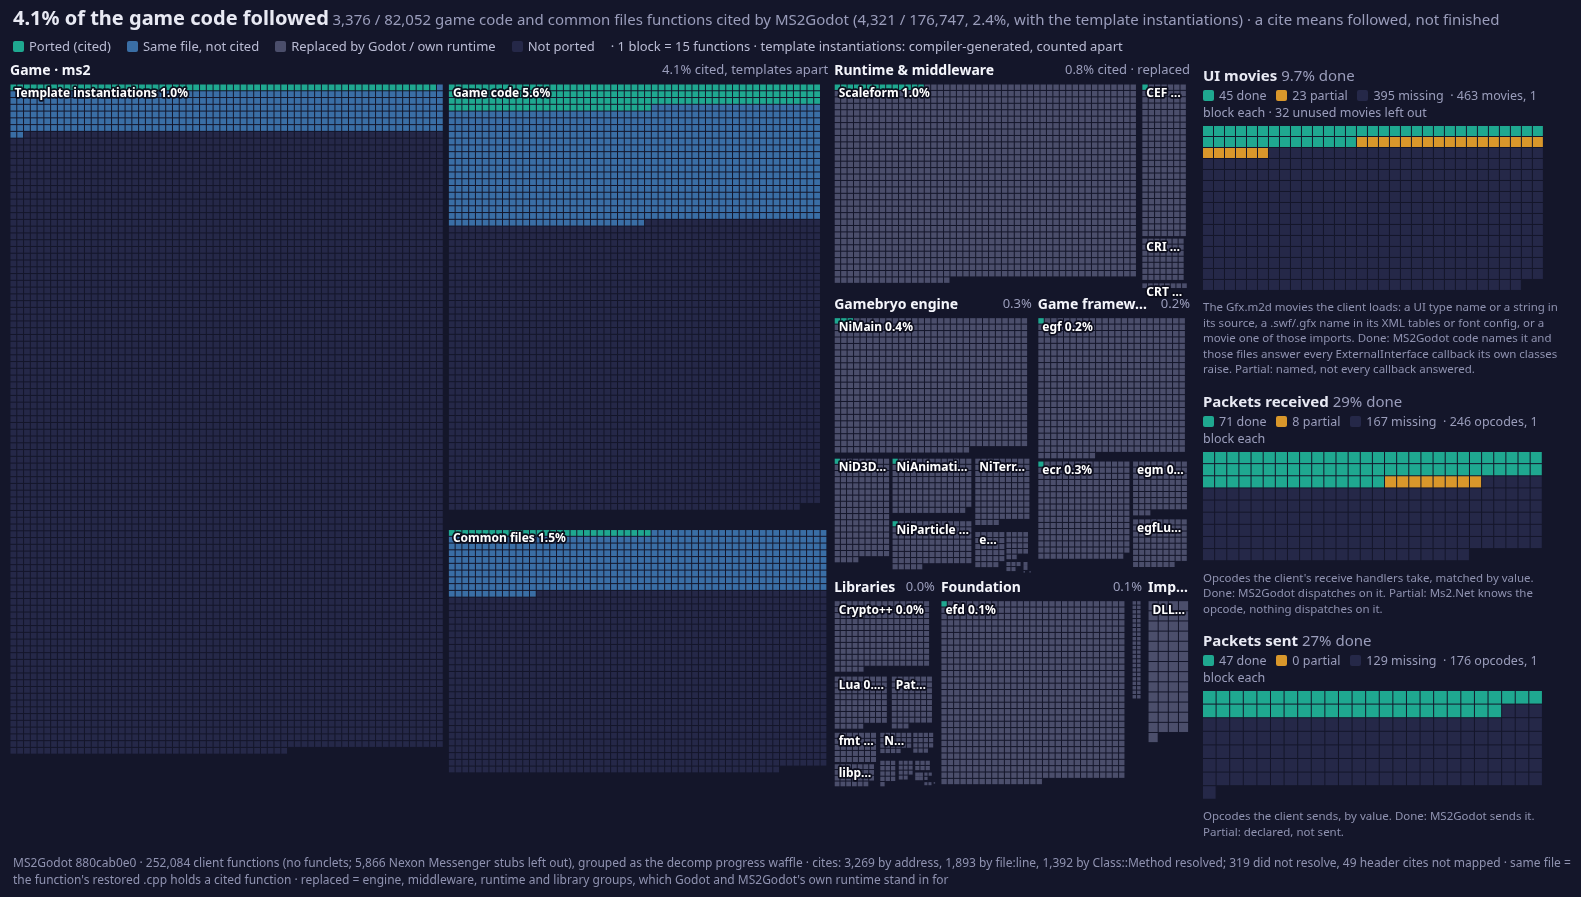 4.1% of the game code followed 3,376 / 82,052 game code and common files functions cited by MS2Godot (4,321 / 176,747, 2.4%, with the template instantiations) · a cite means followed, not finished
Ported (cited) Same file, not cited Replaced by Godot / own runtime Not ported · 1 block = 15 functions · template instantiations: compiler-generated, counted apart
Game · ms2 4.1% cited, templates apart
Template instantiations 1.0%
Game code 5.6%
Common files 1.5%
Runtime & middleware 0.8% cited · replaced
Scaleform 1.0%
CEF ...
CRI ...
CRT ...
Gamebryo engine 0.3%
NiMain 0.4%
NiD3D...
NiAnimati...
NiTerr...
NiParticle ...
e...
Game framew... 0.2%
egf 0.2%
ecr 0.3%
egm 0...
egfLu...
Libraries 0.0%
Crypto++ 0.0%
Lua 0....
Pat...
fmt ...
N...
libp...
Foundation 0.1%
efd 0.1%
Imp...
DLL...
UI movies 9.7% done
45 done 23 partial 395 missing · 463 movies, 1
block each · 32 unused movies left out
The Gfx.m2d movies the client loads: a UI type name or a string in
its source, a .swf/.gfx name in its XML tables or font config, or a
movie one of those imports. Done: MS2Godot code names it and
those files answer every ExternalInterface callback its own classes
raise. Partial: named, not every callback answered.
Packets received 29% done
71 done 8 partial 167 missing · 246 opcodes, 1
block each
Opcodes the client's receive handlers take, matched by value.
Done: MS2Godot dispatches on it. Partial: Ms2.Net knows the
opcode, nothing dispatches on it.
Packets sent 27% done
47 done 0 partial 129 missing · 176 opcodes, 1
block each
Opcodes the client sends, by value. Done: MS2Godot sends it.
Partial: declared, not sent.
MS2Godot 880cab0e0 · 252,084 client functions (no funclets; 5,866 Nexon Messenger stubs left out), grouped as the decomp progress waffle · cites: 3,269 by address, 1,893 by file:line, 1,392 by Class::Method resolved; 319 did not resolve, 49 header cites not mapped · same file =
the function's restored .cpp holds a cited function · replaced = engine, middleware, runtime and library groups, which Godot and MS2Godot's own runtime stand in for